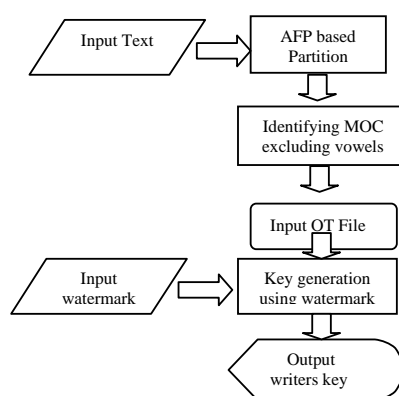 Input Text
AFP based
Partition
Identifying MOC
excluding vowels
Input OT File
Input
watermark
Key generation
using watermark
Output
writers key